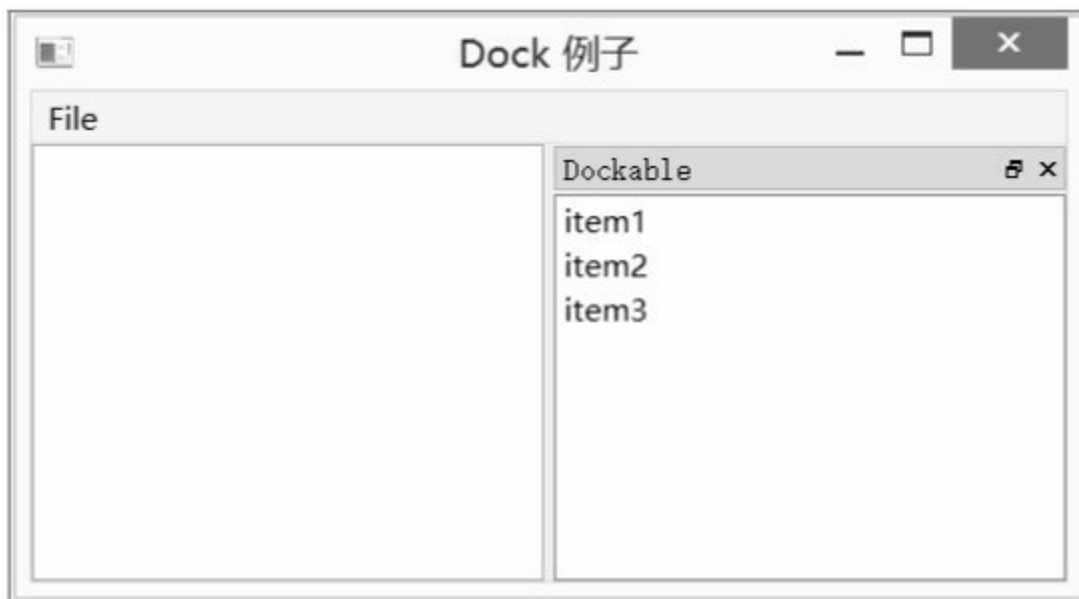 Dock 例子
File
Dockable
item1
item2
item3